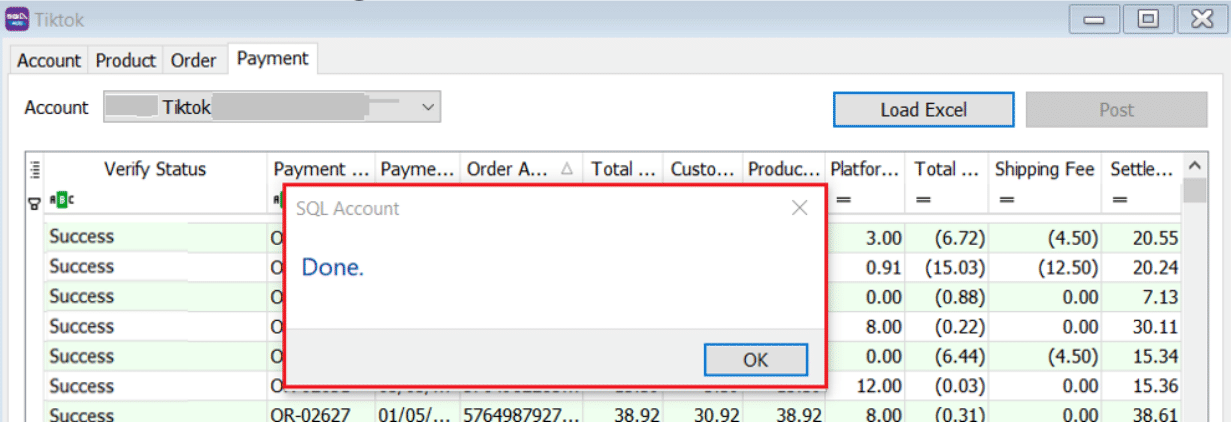 Tiktok
Account Product Order Payment
Account Tiktok Load Excel Post
Verify Status Payment ... Payme... Order A... Total ... Custo... Produc... Platfor... Total ... Shipping Fee Settle...
ABC = = = =
SQL Account
Success 3.00 (6.72) (4.50) 20.55
Done.
Success 0.91 (15.03) (12.50) 20.24
Success 0.00 (0.88) 0.00 7.13
Success 8.00 (0.22) 0.00 30.11
Success 0.00 (6.44) (4.50) 15.34
OK
Success 12.00 (0.03) 0.00 15.36
Success OR-02627 01/05/... 5764987927... 38.92 30.92 38.92 8.00 (0.31) 0.00 38.61